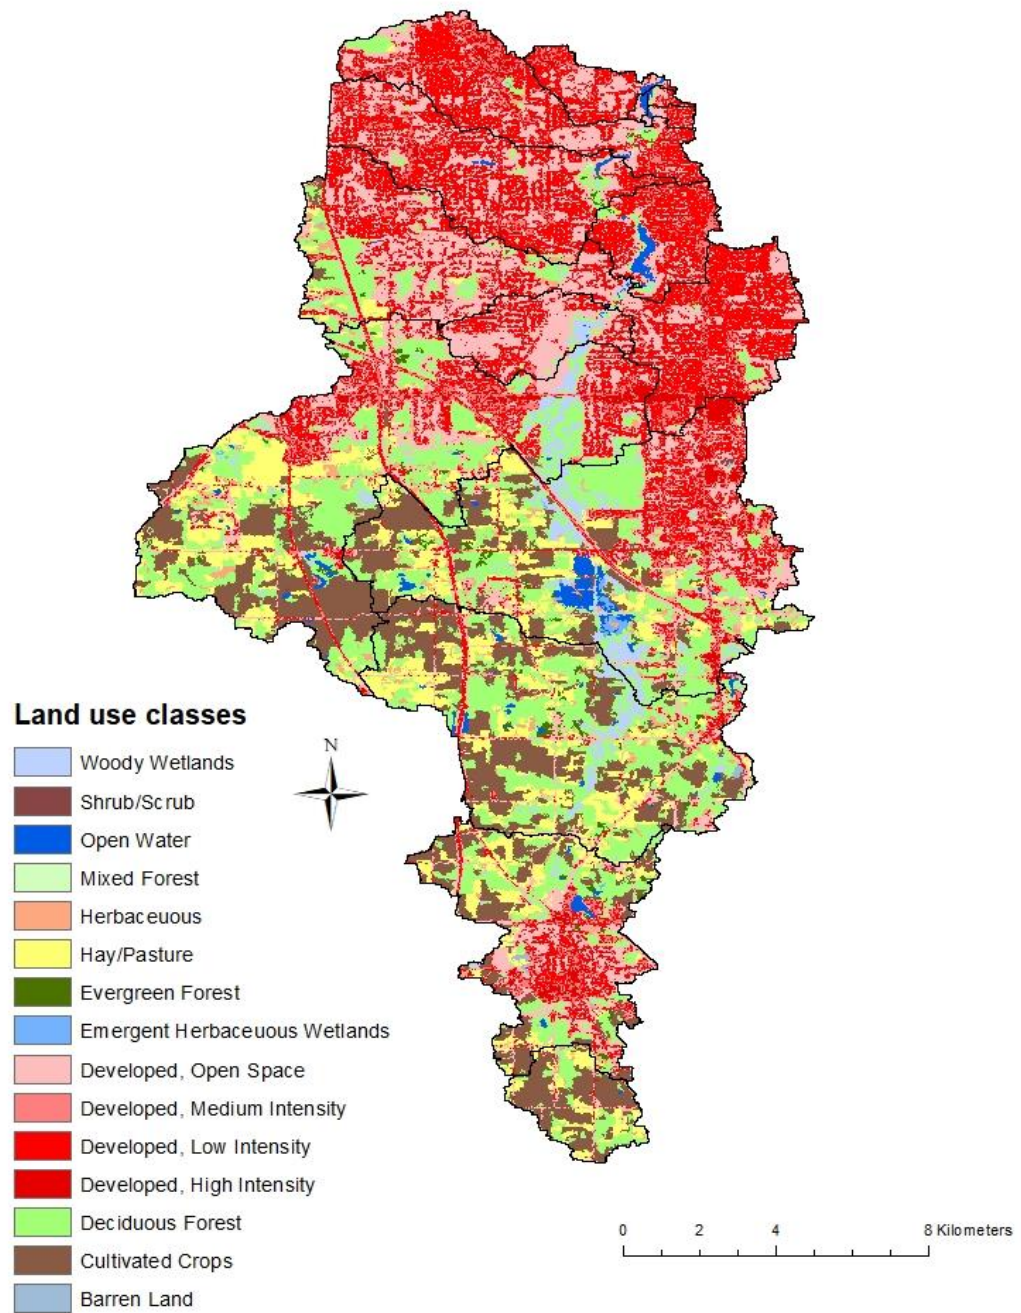 Land use classes
N
Woody Wetlands
Shrub/Scrub
Open Water
Mixed Forest
Herbaceuous
Hay/Pasture
Evergreen Forest
Emergent Herbaceuous Wetlands
Developed, Open Space
Developed, Medium Intensity
Developed, Low Intensity
Developed, High Intensity
Deciduous Forest
Cultivated Crops
Barren Land
0 2 4 8 Kilometers